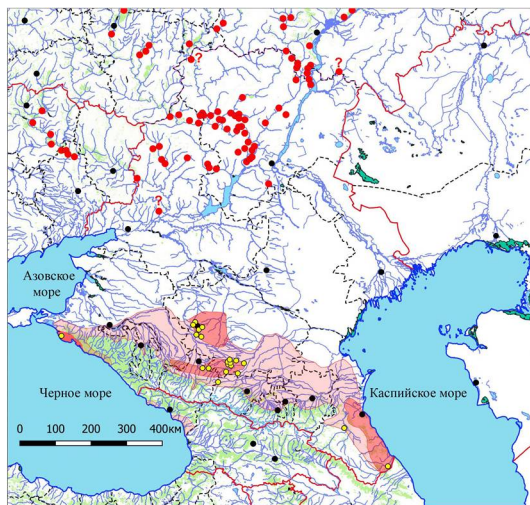 ?
?
?
Азовское
море
Черное море
Каспийское море
0 100 200 300 400км